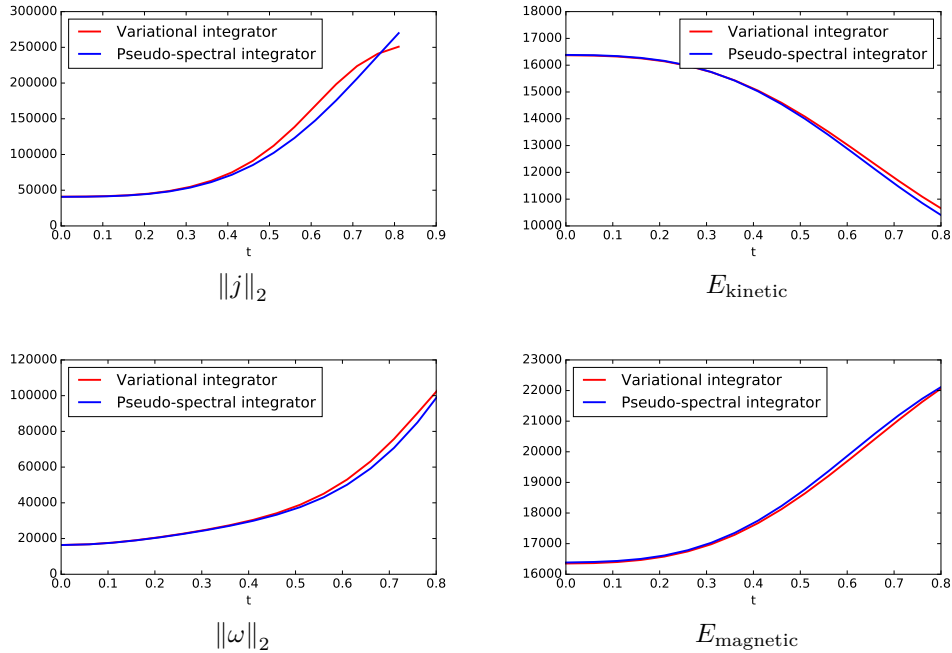 300000
250000
200000
150000
100000
50000
0
Variational integrator
Pseudo-spectral integrator
0.0 0.1 0.2 0.3 0.4 0.5 0.6 0.7 0.8 0.9
t
‖j‖₂
18000
17000
16000
15000
14000
13000
12000
11000
10000
Variational integrator
Pseudo-spectral integrator
0.0 0.1 0.2 0.3 0.4 0.5 0.6 0.7 0.8
t
E_kinetic
120000
100000
80000
60000
40000
20000
0
Variational integrator
Pseudo-spectral integrator
0.0 0.1 0.2 0.3 0.4 0.5 0.6 0.7 0.8
t
‖ω‖₂
23000
22000
21000
20000
19000
18000
17000
16000
Variational integrator
Pseudo-spectral integrator
0.0 0.1 0.2 0.3 0.4 0.5 0.6 0.7 0.8
t
E_magnetic